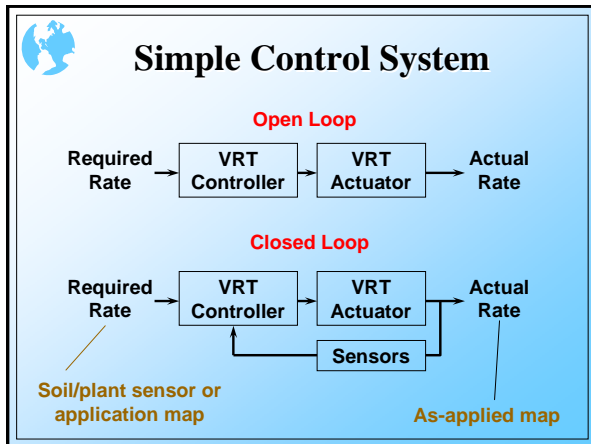 Simple Control System
Open Loop
Required
Rate
VRT
Controller
VRT
Actuator
Actual
Rate
Closed Loop
Required
Rate
VRT
Controller
VRT
Actuator
Actual
Rate
Sensors
Soil/plant sensor or
application map
As-applied map